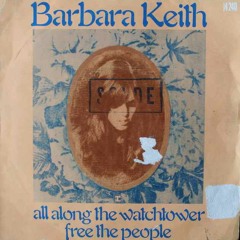 Barbara Keith
all along the watchtower
free the people